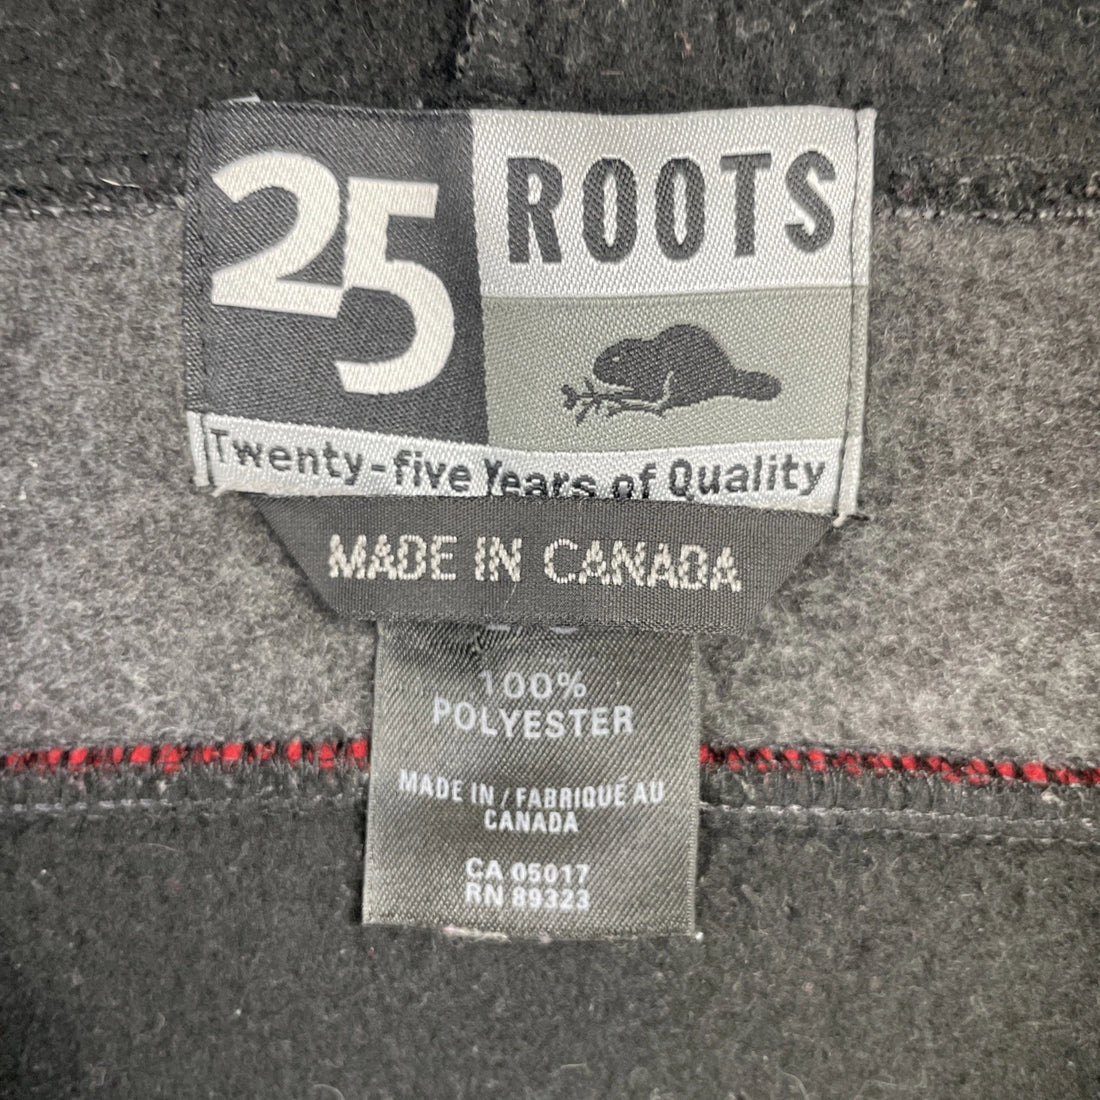 25
ROOTS
Twenty-five Years of Quality
MADE IN CANADA
100%
POLYESTER
MADE IN / FABRIQUÉ AU
CANADA
CA 05017
RN 89323